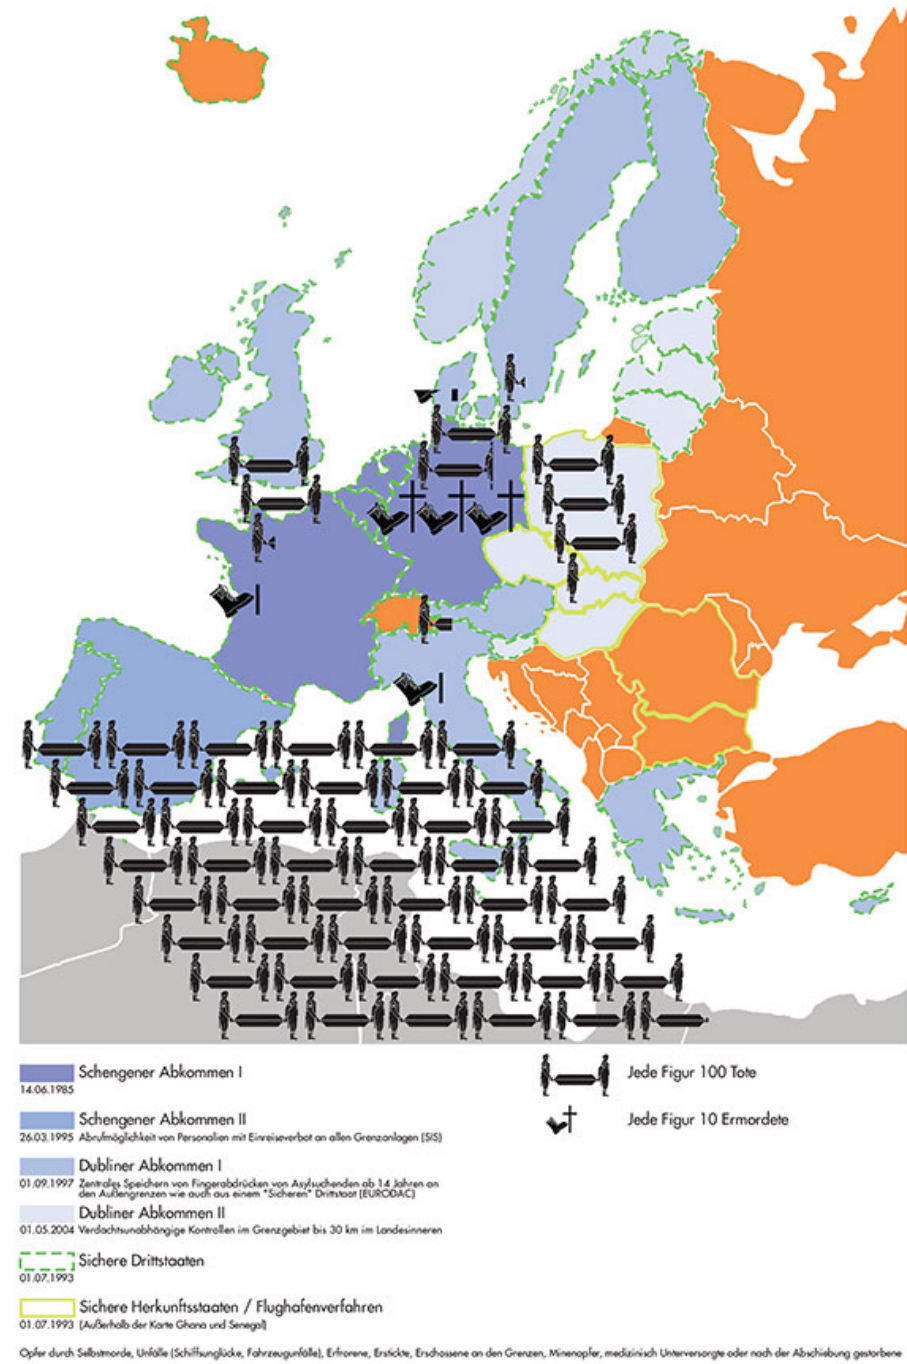 Schengener Abkommen I
14.06.1985
Schengener Abkommen II
26.03.1995 Abrufmöglichkeit von Personalien mit Einreiseverbot an allen Grenzanlagen (SIS)
Dubliner Abkommen I
01.09.1997 Zentrales Speichern von Fingerabdrücken von Asylsuchenden ab 14 Jahren an
den Außengrenzen wie auch aus einem "Sicheren" Drittstaat (EURODAC)
Dubliner Abkommen II
01.05.2004 Verdachtsunabhängige Kontrollen im Grenzgebiet bis 30 km im Landesinneren
Sichere Drittstaaten
01.07.1993
Sichere Herkunftsstaaten / Flughafenverfahren
01.07.1993 (Außerhalb der Karte Ghana und Senegal)
Jede Figur 100 Tote
Jede Figur 10 Ermordete
Opfer durch Selbstmorde, Unfälle (Schiffsunglücke, Fahrzeugunfälle), Erfrorene, Erstickte, Erschossene an den Grenzen, Minenopfer, medizinisch Unterversorgte oder nach der Abschiebung gestorbene